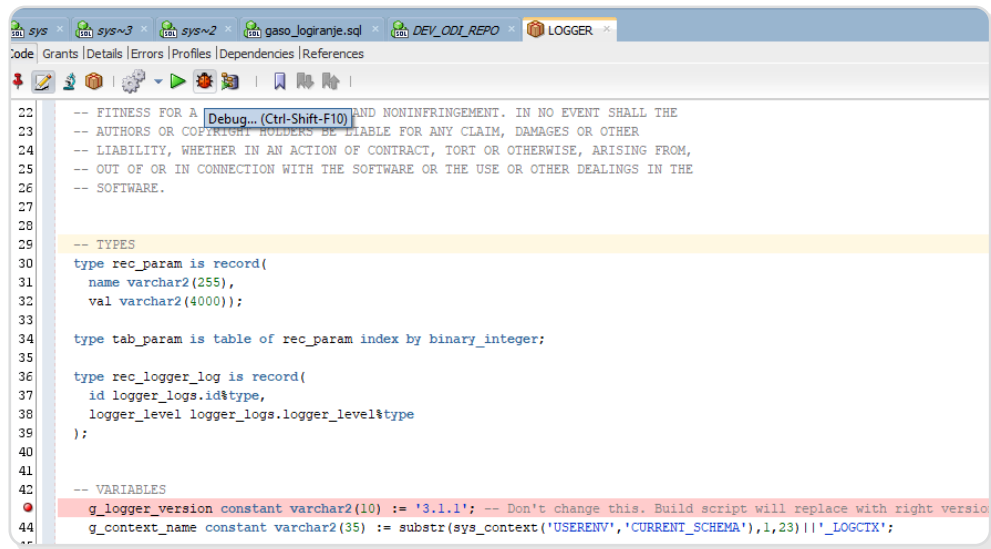 sys sys~3 sys~2 gaso_logiranje.sql DEV_ODI_REPO LOGGER
Code Grants |Details |Errors |Profiles |Dependencies |References
22 -- FITNESS FOR A AND NONINFRINGEMENT. IN NO EVENT SHALL THE
Debug... (Ctrl-Shift-F10)
23 -- AUTHORS OR COPYRIGHT HOLDERS BE LIABLE FOR ANY CLAIM, DAMAGES OR OTHER
24 -- LIABILITY, WHETHER IN AN ACTION OF CONTRACT, TORT OR OTHERWISE, ARISING FROM,
25 -- OUT OF OR IN CONNECTION WITH THE SOFTWARE OR THE USE OR OTHER DEALINGS IN THE
26 -- SOFTWARE.
27
28
29 -- TYPES
30 type rec_param is record(
31 name varchar2(255),
32 val varchar2(4000));
33
34 type tab_param is table of rec_param index by binary_integer;
35
36 type rec_logger_log is record(
37 id logger_logs.id%type,
38 logger_level logger_logs.logger_level%type
39 );
40
41
42 -- VARIABLES
g_logger_version constant varchar2(10) := '3.1.1'; -- Don't change this. Build script will replace with right versio
44 g_context_name constant varchar2(35) := substr(sys_context('USERENV','CURRENT_SCHEMA'),1,23)||'_LOGCTX';